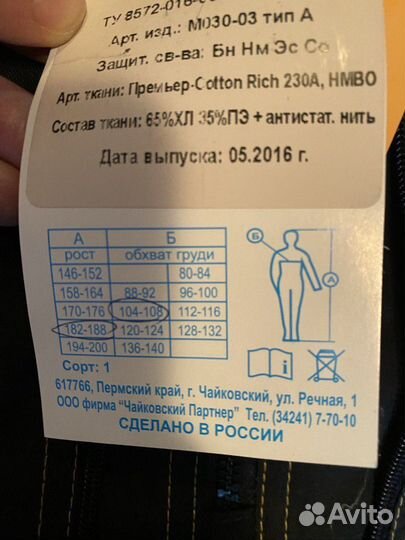 ТУ 8572-016-
Арт. изд.: М030-03 тип А
Защит. св-ва: Бн Нм Эс Со
Арт. ткани: Премьер-Cotton Rich 230А, НМВО
Состав ткани: 65%ХЛ 35%ПЭ + антистат. нить
Дата выпуска: 05.2016 г.
А Б
рост обхват груди
146-152 80-84
158-164 88-92 96-100
170-176 104-108 112-116
182-188 120-124 128-132
194-200 136-140
Б
А
i
Сорт: 1
617766, Пермский край, г. Чайковский, ул. Речная, 1
ООО фирма "Чайковский Партнер" Тел. (34241) 7-70-10
СДЕЛАНО В РОССИИ
Avito